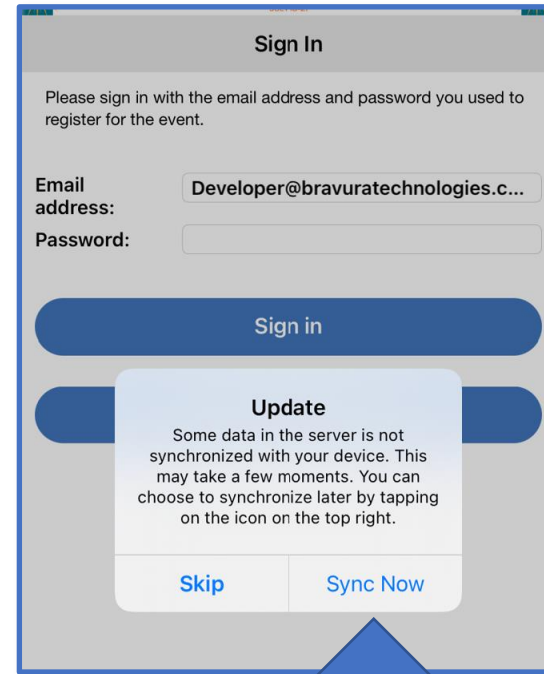 Sign In
Please sign in with the email address and password you used to
register for the event.
Email
address:
Developer@bravuratechnologies.c...
Password:
Sign in
Update
Some data in the server is not
synchronized with your device. This
may take a few moments. You can
choose to synchronize later by tapping
on the icon on the top right.
Skip
Sync Now